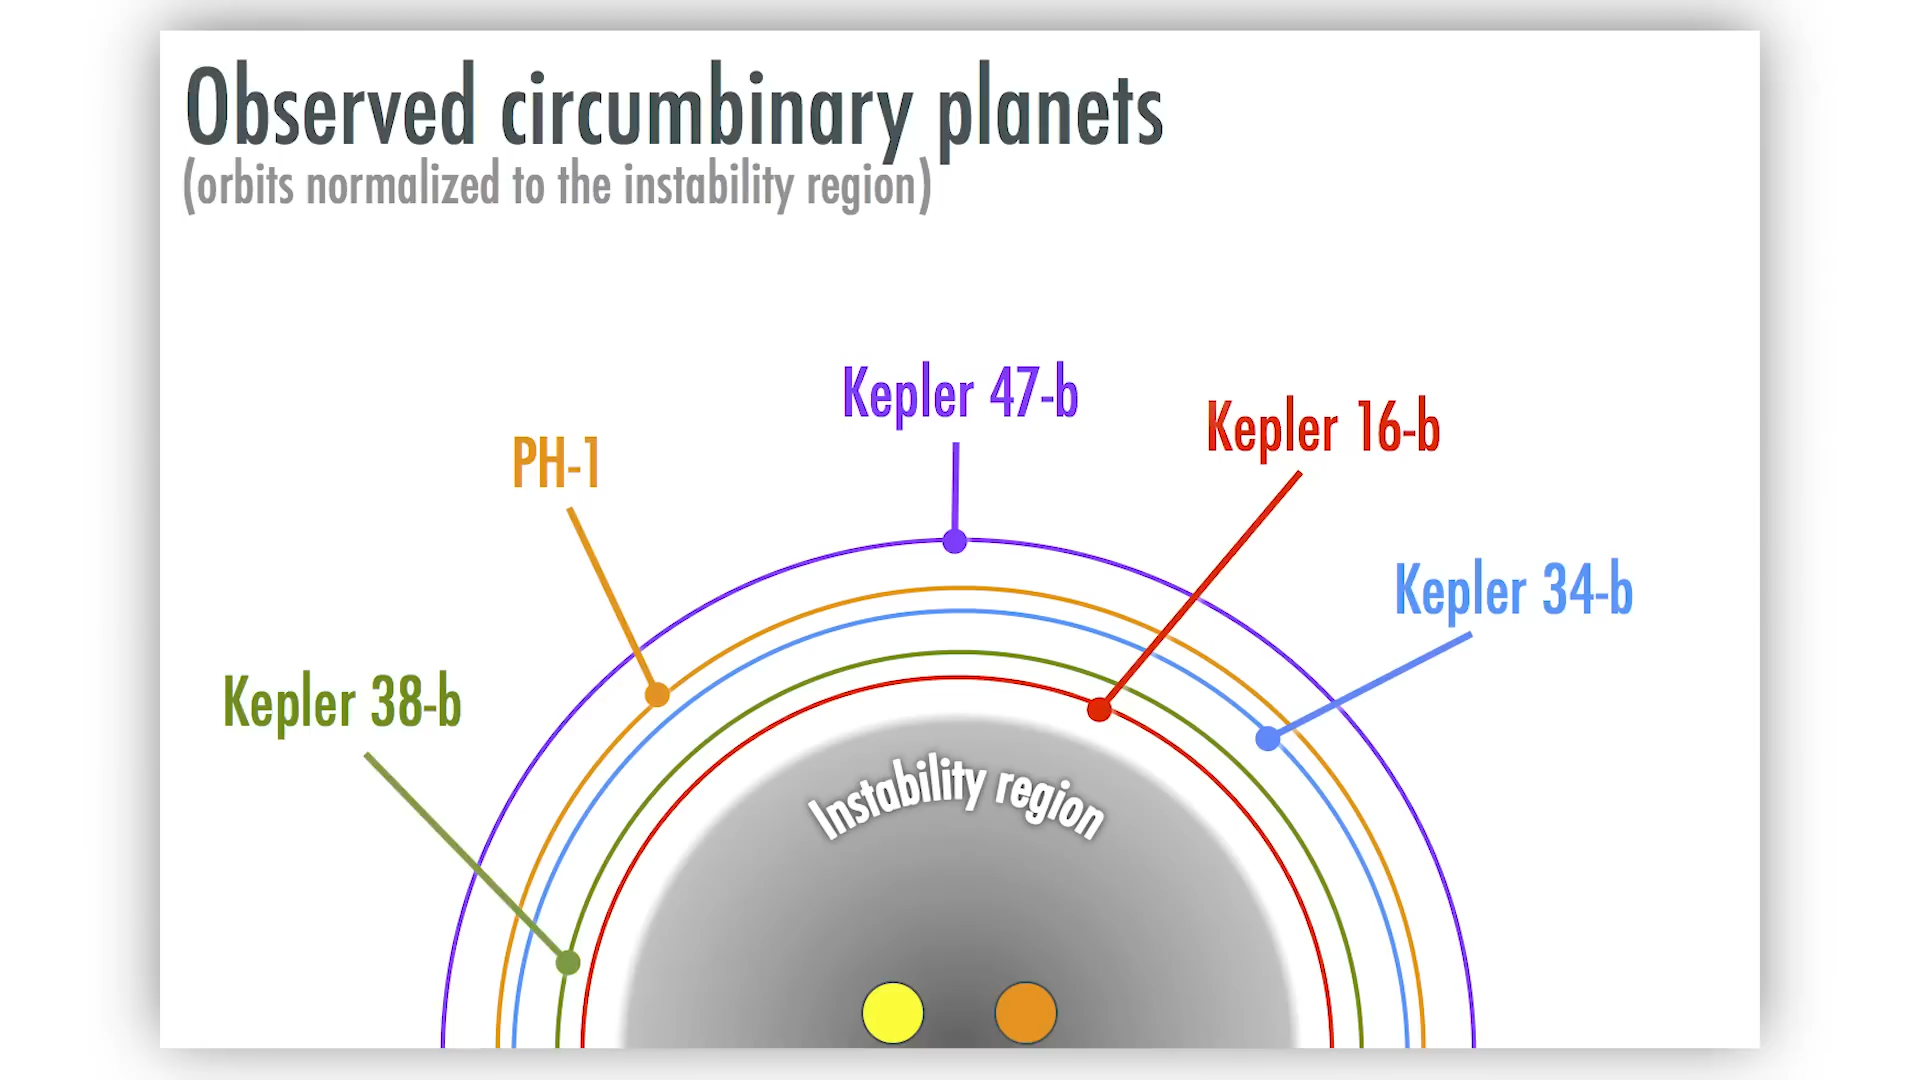 Observed circumbinary planets
(orbits normalized to the instability region)
Kepler 47-b
Kepler 16-b
PH-1
Kepler 34-b
Kepler 38-b
Instability region